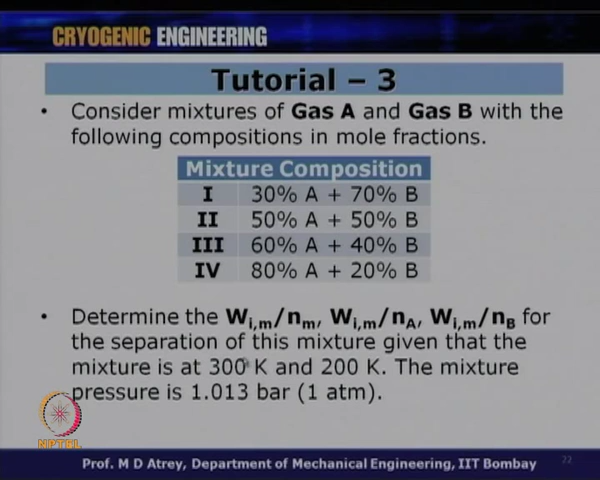 CRYOGENIC ENGINEERING
Tutorial – 3
• Consider mixtures of Gas A and Gas B with the
following compositions in mole fractions.
Mixture Composition
I 30% A + 70% B
II 50% A + 50% B
III 60% A + 40% B
IV 80% A + 20% B
• Determine the Wi,m/nm, Wi,m/nA, Wi,m/nB for
the separation of this mixture given that the
mixture is at 300 K and 200 K. The mixture
pressure is 1.013 bar (1 atm).
NPTEL
Prof. M D Atrey, Department of Mechanical Engineering, IIT Bombay
22